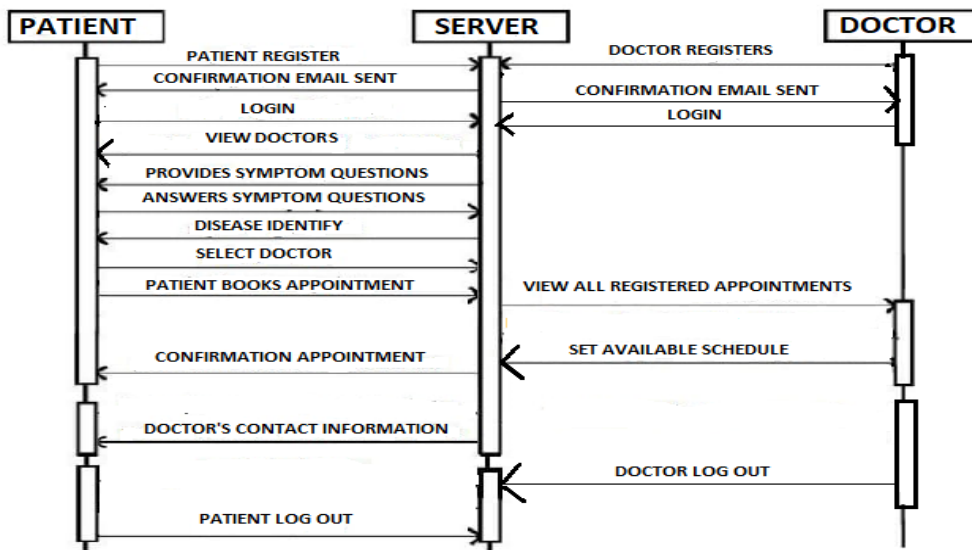 PATIENT
SERVER
DOCTOR
PATIENT REGISTER
DOCTOR REGISTERS
CONFIRMATION EMAIL SENT
CONFIRMATION EMAIL SENT
LOGIN
LOGIN
VIEW DOCTORS
PROVIDES SYMPTOM QUESTIONS
ANSWERS SYMPTOM QUESTIONS
DISEASE IDENTIFY
SELECT DOCTOR
PATIENT BOOKS APPOINTMENT
VIEW ALL REGISTERED APPOINTMENTS
CONFIRMATION APPOINTMENT
SET AVAILABLE SCHEDULE
DOCTOR'S CONTACT INFORMATION
DOCTOR LOG OUT
PATIENT LOG OUT